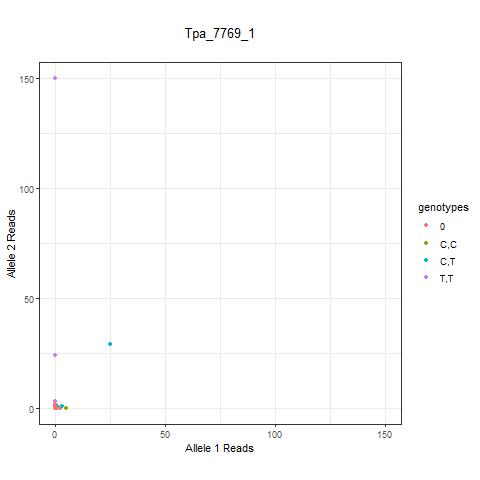 Tpa_7769_1
Allele 2 Reads
150
100
50
0
0
50
100
150
Allele 1 Reads
genotypes
0
C,C
C,T
T,T